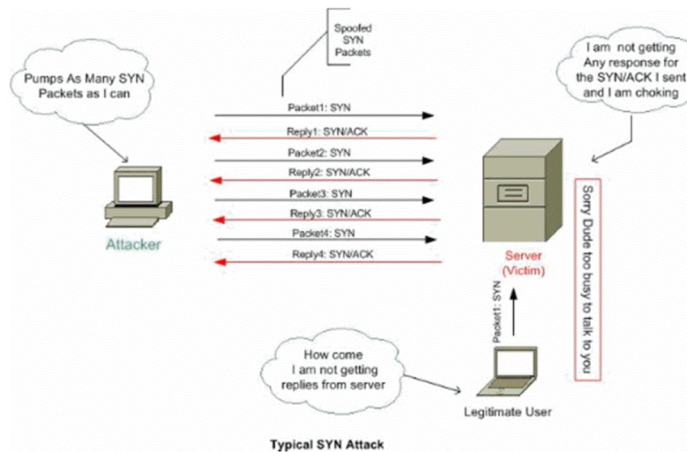 Spoofed
SYN
Packets
Pumps As Many SYN
Packets as I can
I am not getting
Any response for
the SYN/ACK I sent
and I am choking
Packet1: SYN
Reply1: SYN/ACK
Packet2: SYN
Reply2: SYN/ACK
Packet3: SYN
Reply3: SYN/ACK
Packet4: SYN
Reply4: SYN/ACK
Attacker
Server
(Victim)
Sorry Dude too busy to talk to you
Packet1: SYN
How come
I am not getting
replies from server
Legitimate User
Typical SYN Attack